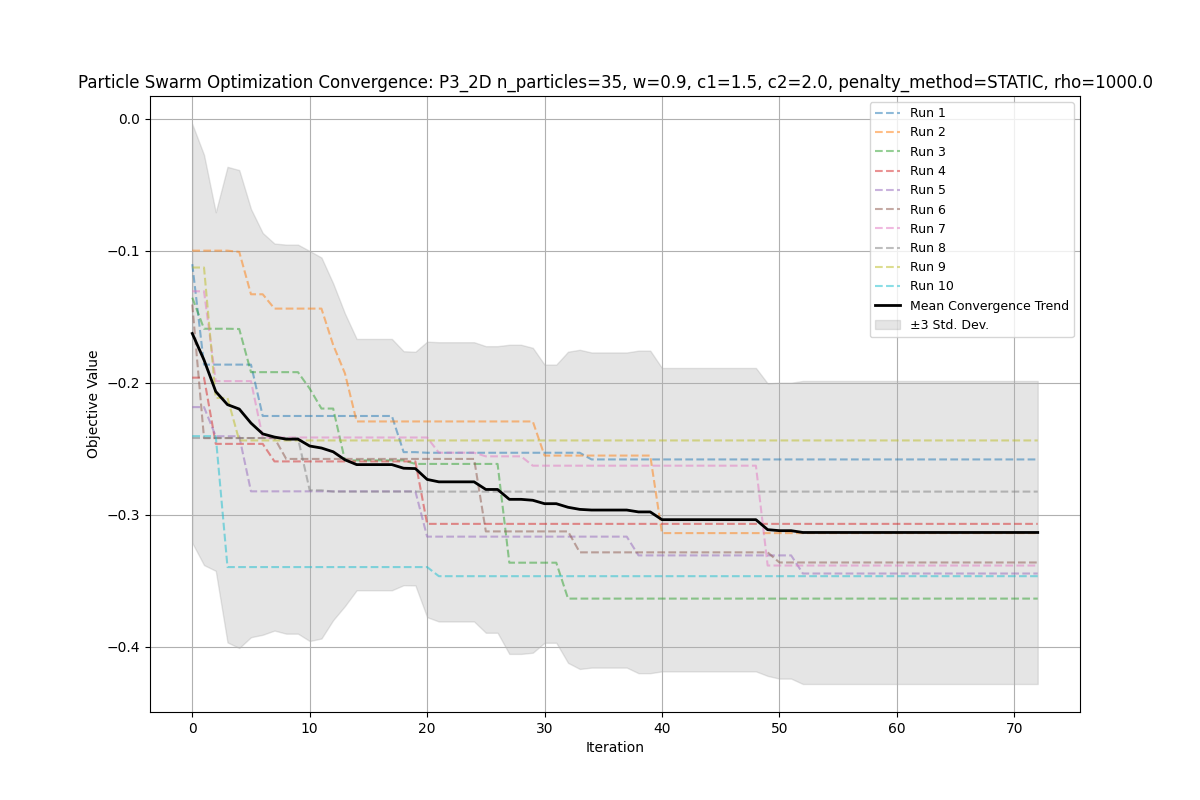 Particle Swarm Optimization Convergence: P3_2D n_particles=35, w=0.9, c1=1.5, c2=2.0, penalty_method=STATIC, rho=1000.0
Objective Value
0.0
−0.1
−0.2
−0.3
−0.4
Run 1
Run 2
Run 3
Run 4
Run 5
Run 6
Run 7
Run 8
Run 9
Run 10
Mean Convergence Trend
±3 Std. Dev.
0 10 20 30 40 50 60 70
Iteration